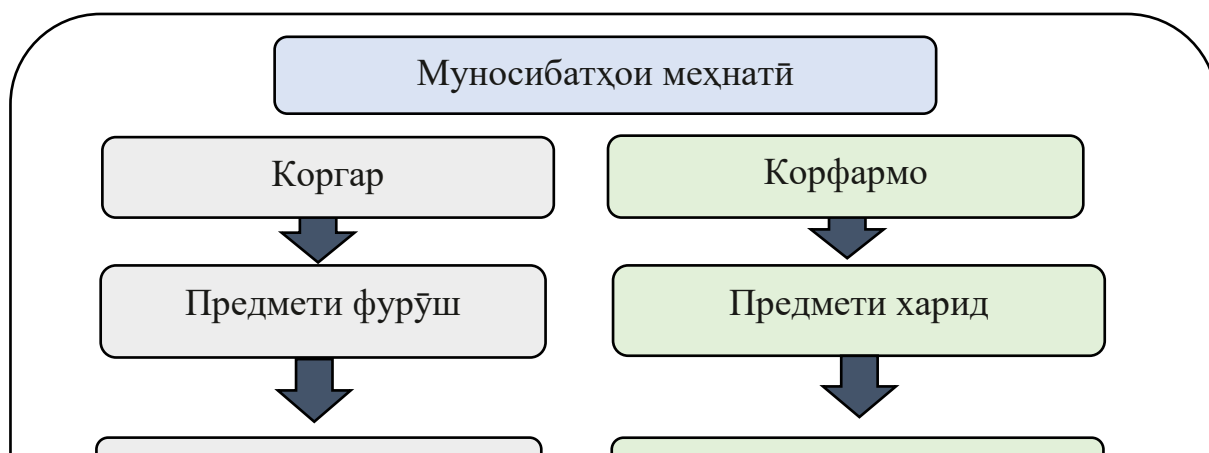 Муносибатҳои меҳнатӣ
Коргар
Корфармо
Предмети фурӯш
Предмети харид